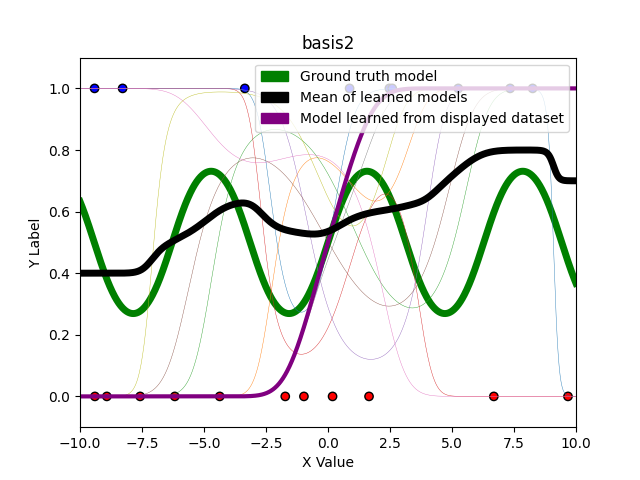 basis2
Ground truth model
Mean of learned models
Model learned from displayed dataset
1.0
0.8
0.6
0.4
0.2
0.0
Y Label
−10.0 −7.5 −5.0 −2.5 0.0 2.5 5.0 7.5 10.0
X Value